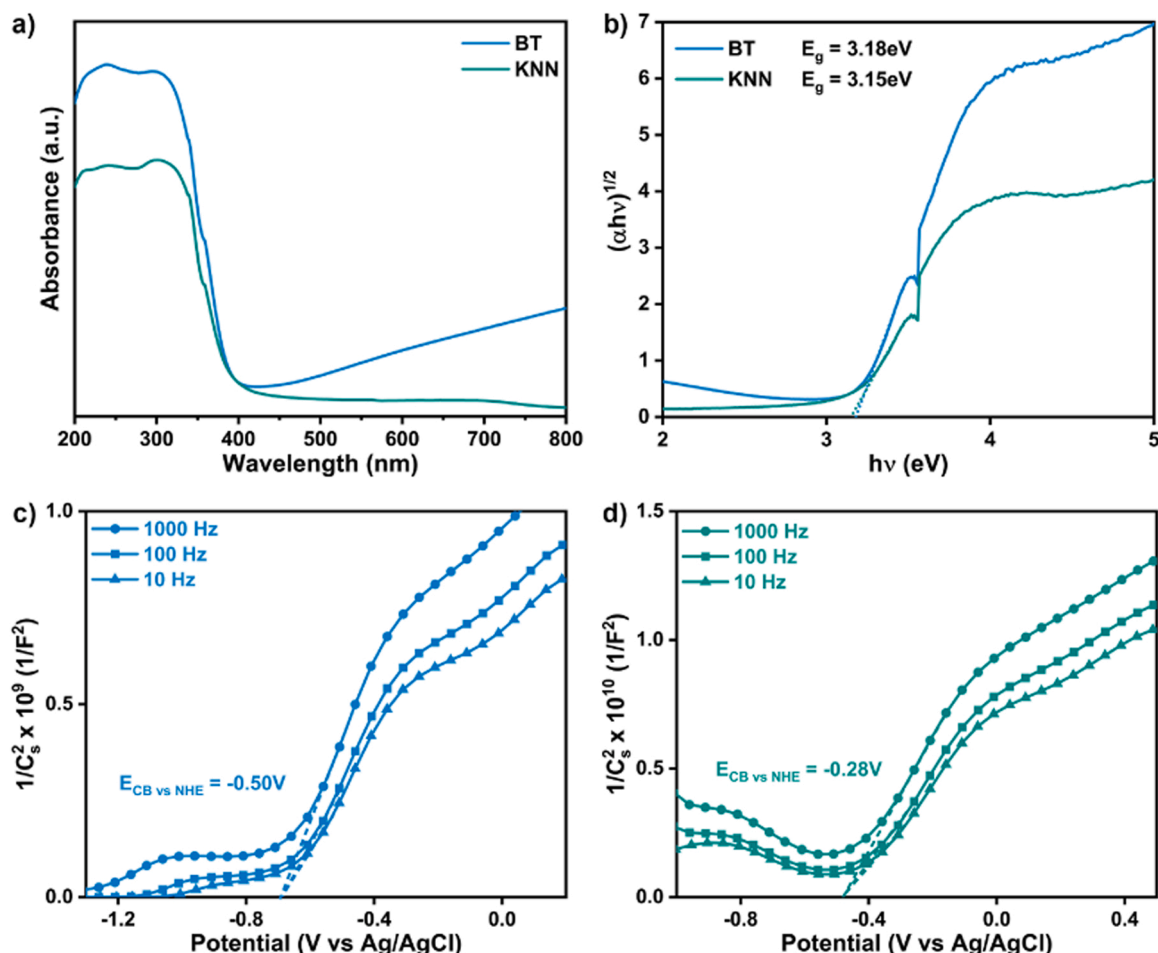 a)
BT
KNN
Absorbance (a.u.)
200 300 400 500 600 700 800
Wavelength (nm)
b)
BT E_g = 3.18eV
KNN E_g = 3.15eV
7
6
5
4
3
2
1
0
(αhν)^1/2
2 3 4 5
hν (eV)
c)
1000 Hz
100 Hz
10 Hz
1.0
0.5
0.0
1/C_s^2 x 10^9 (1/F^2)
E_CB vs NHE = -0.50V
-1.2 -0.8 -0.4 0.0
Potential (V vs Ag/AgCl)
d)
1000 Hz
100 Hz
10 Hz
1.5
1.0
0.5
0.0
1/C_s^2 x 10^10 (1/F^2)
E_CB vs NHE = -0.28V
-0.8 -0.4 0.0 0.4
Potential (V vs Ag/AgCl)